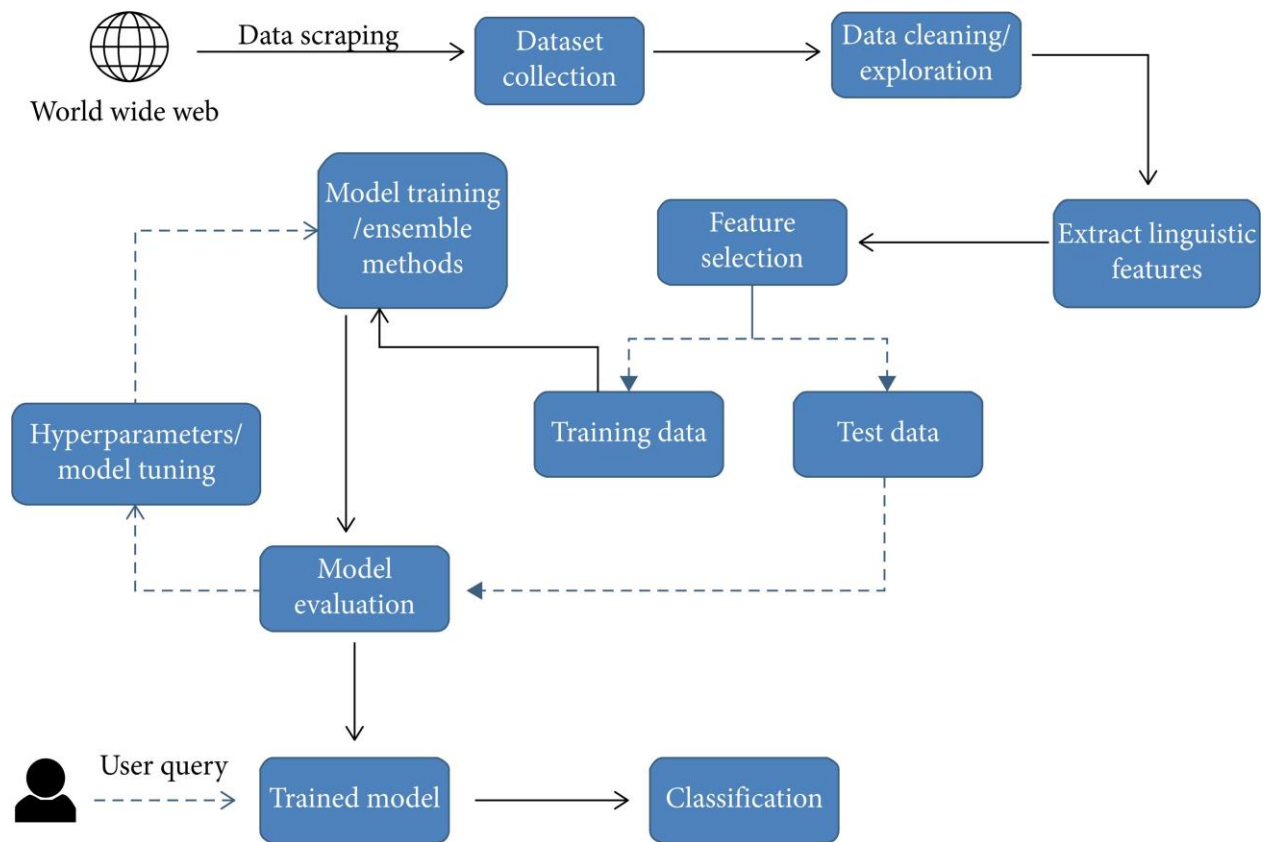 Data scraping
World wide web
Dataset
collection
Data cleaning/
exploration
Model training
/ensemble
methods
Feature
selection
Extract linguistic
features
Hyperparameters/
model tuning
Training data
Test data
Model
evaluation
User query
Trained model
Classification